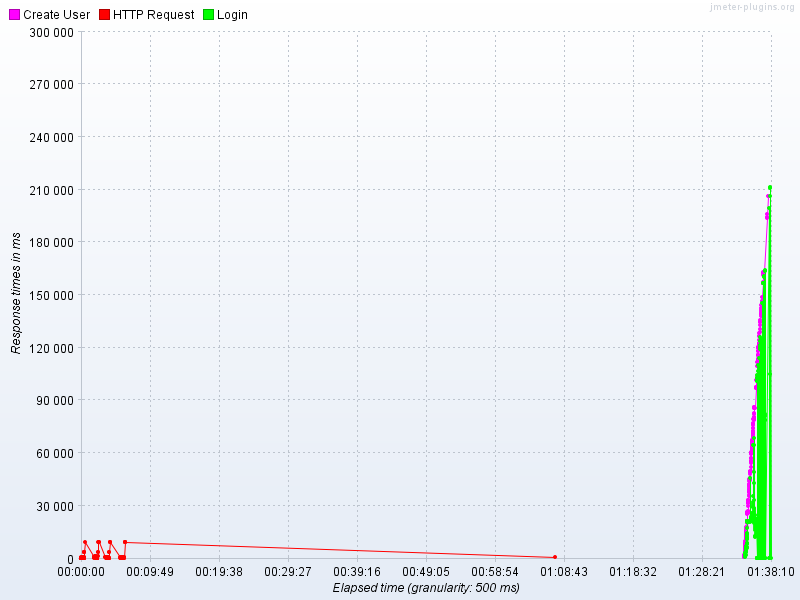 jmeter-plugins.org
Create User HTTP Request Login
300 000
270 000
240 000
210 000
180 000
150 000
120 000
90 000
60 000
30 000
0
Response times in ms
00:00:00 00:09:49 00:19:38 00:29:27 00:39:16 00:49:05 00:58:54 01:08:43 01:18:32 01:28:21 01:38:10
Elapsed time (granularity: 500 ms)